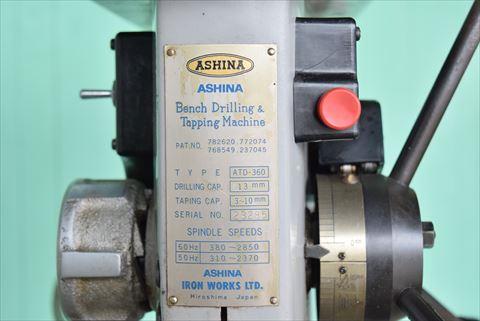 ASHINA
ASHINA
Bench Drilling &
Tapping Machine
PAT.NO. 782620.772074
768549.237045
TYPE ATD-360
DRILLING CAP. 13 mm
TAPING CAP. 3~10 mm
SERIAL NO.
SPINDLE SPEEDS
60Hz 380~2850
50Hz 310~2370
ASHINA
IRON WORKS LTD.
Hiroshima Japan